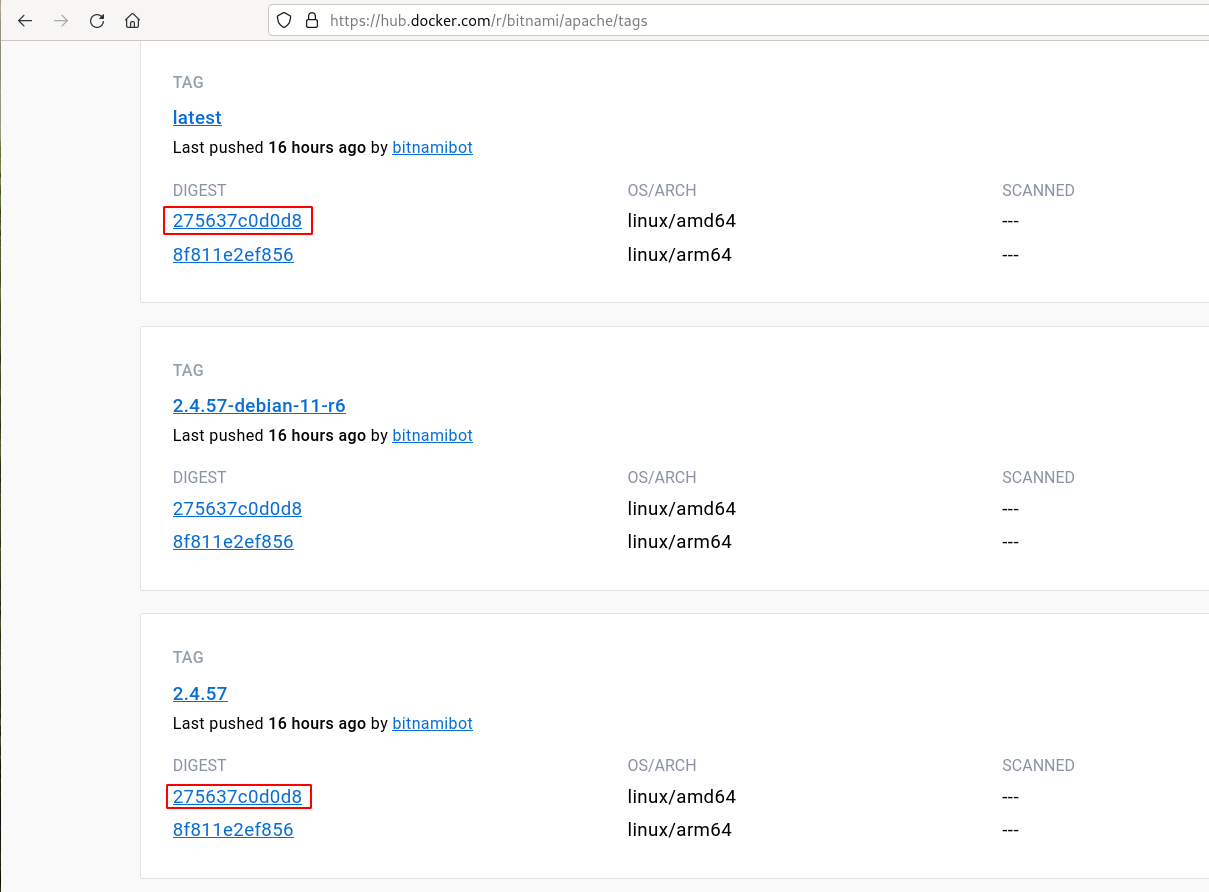 https://hub.docker.com/r/bitnami/apache/tags
TAG
latest
Last pushed 16 hours ago by bitnamibot
DIGEST OS/ARCH SCANNED
275637c0d0d8 linux/amd64 ---
8f811e2ef856 linux/arm64 ---
TAG
2.4.57-debian-11-r6
Last pushed 16 hours ago by bitnamibot
DIGEST OS/ARCH SCANNED
275637c0d0d8 linux/amd64 ---
8f811e2ef856 linux/arm64 ---
TAG
2.4.57
Last pushed 16 hours ago by bitnamibot
DIGEST OS/ARCH SCANNED
275637c0d0d8 linux/amd64 ---
8f811e2ef856 linux/arm64 ---